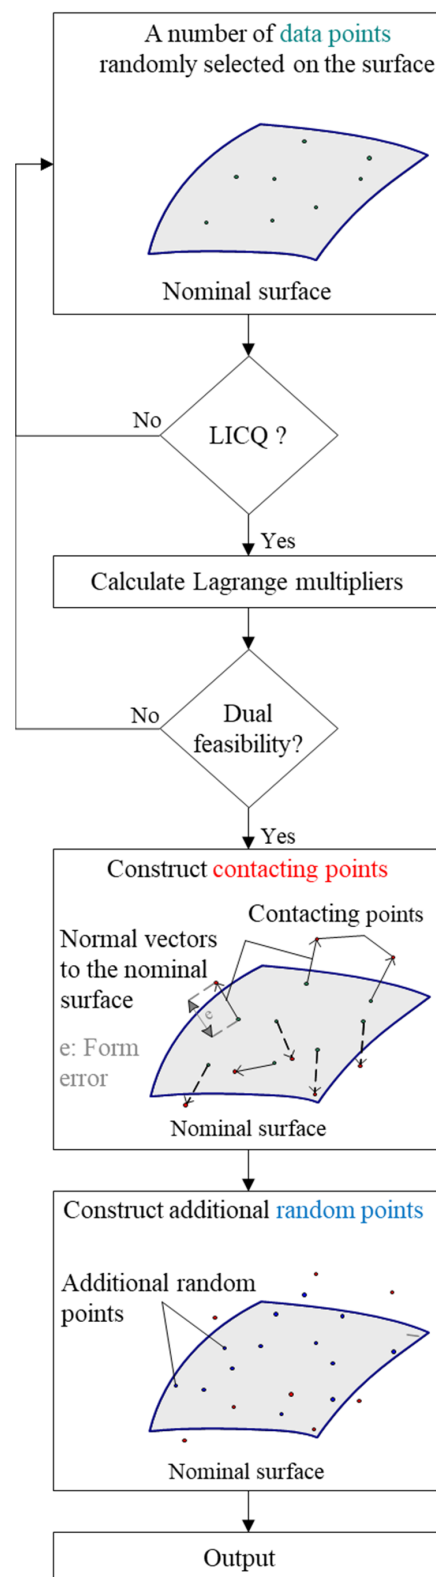 A number of data points
randomly selected on the surface
Nominal surface
No
LICQ ?
Yes
Calculate Lagrange multipliers
No
Dual
feasibility?
Yes
Construct contacting points
Contacting points
Normal vectors
to the nominal
surface
e
e: Form
error
Nominal surface
Construct additional random points
Additional random
points
Nominal surface
Output